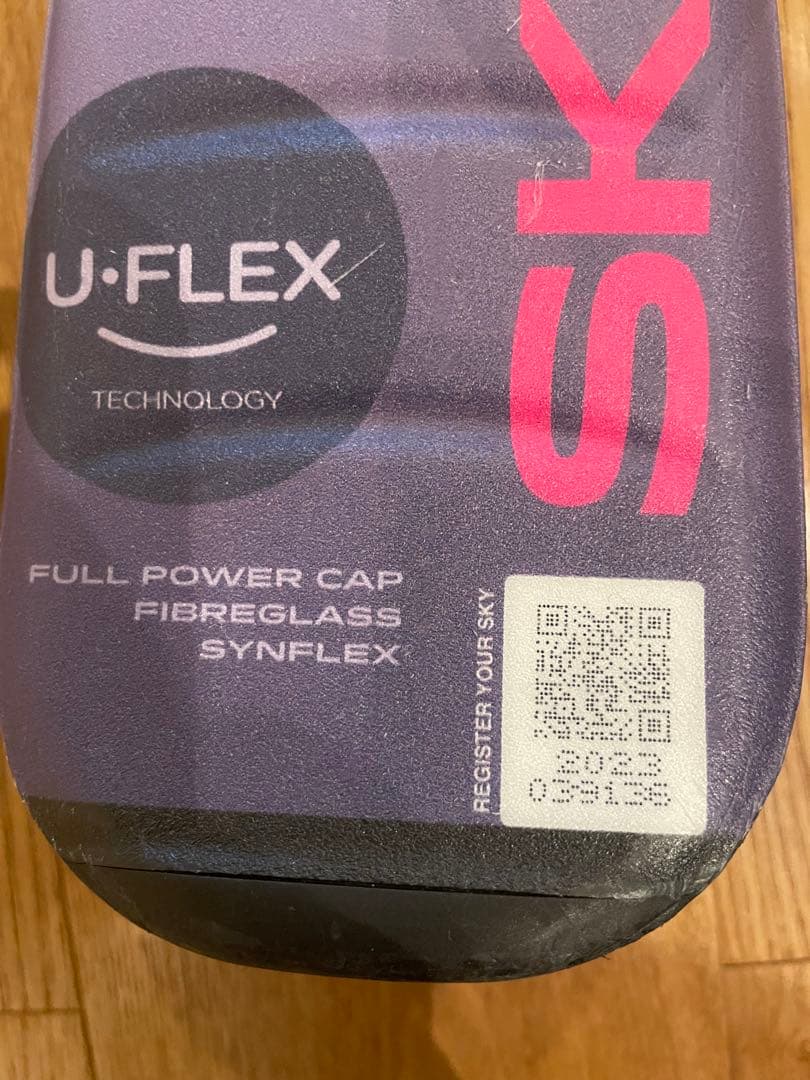 U·FLEX
TECHNOLOGY
SK
FULL POWER CAP
FIBREGLASS
SYNFLEX
REGISTER YOUR SKY
2023
039136